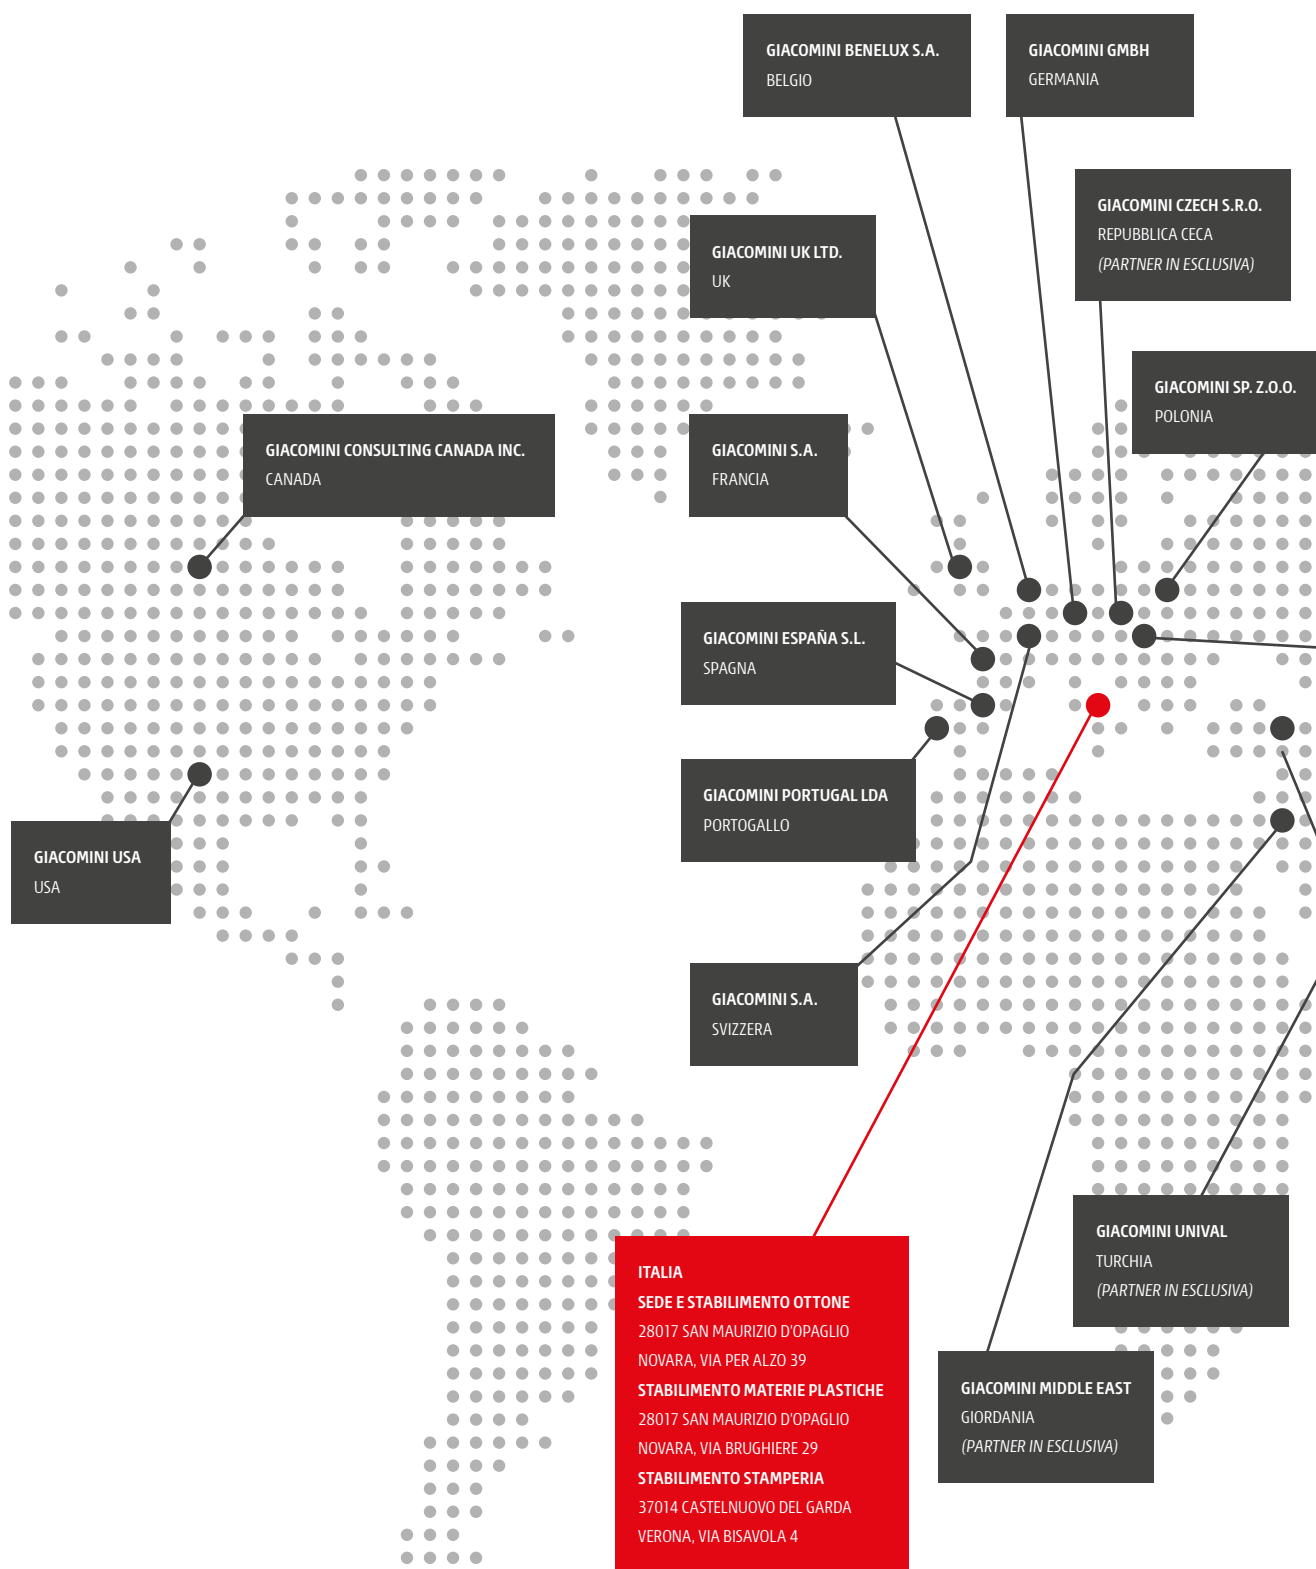 GIACOMINI BENELUX S.A.
BELGIO
GIACOMINI GMBH
GERMANIA
GIACOMINI CZECH S.R.O.
REPUBBLICA CECA
(PARTNER IN ESCLUSIVA)
GIACOMINI UK LTD.
UK
GIACOMINI SP. Z.O.O.
POLONIA
GIACOMINI CONSULTING CANADA INC.
CANADA
GIACOMINI S.A.
FRANCIA
GIACOMINI ESPAÑA S.L.
SPAGNA
GIACOMINI PORTUGAL LDA
PORTOGALLO
GIACOMINI USA
USA
GIACOMINI S.A.
SVIZZERA
GIACOMINI UNIVAL
TURCHIA
(PARTNER IN ESCLUSIVA)
ITALIA
SEDE E STABILIMENTO OTTONE
28017 SAN MAURIZIO D'OPAGLIO
NOVARA, VIA PER ALZO 39
STABILIMENTO MATERIE PLASTICHE
28017 SAN MAURIZIO D'OPAGLIO
NOVARA, VIA BRUGHIERE 29
STABILIMENTO STAMPERIA
37014 CASTELNUOVO DEL GARDA
VERONA, VIA BISAVOLA 4
GIACOMINI MIDDLE EAST
GIORDANIA
(PARTNER IN ESCLUSIVA)